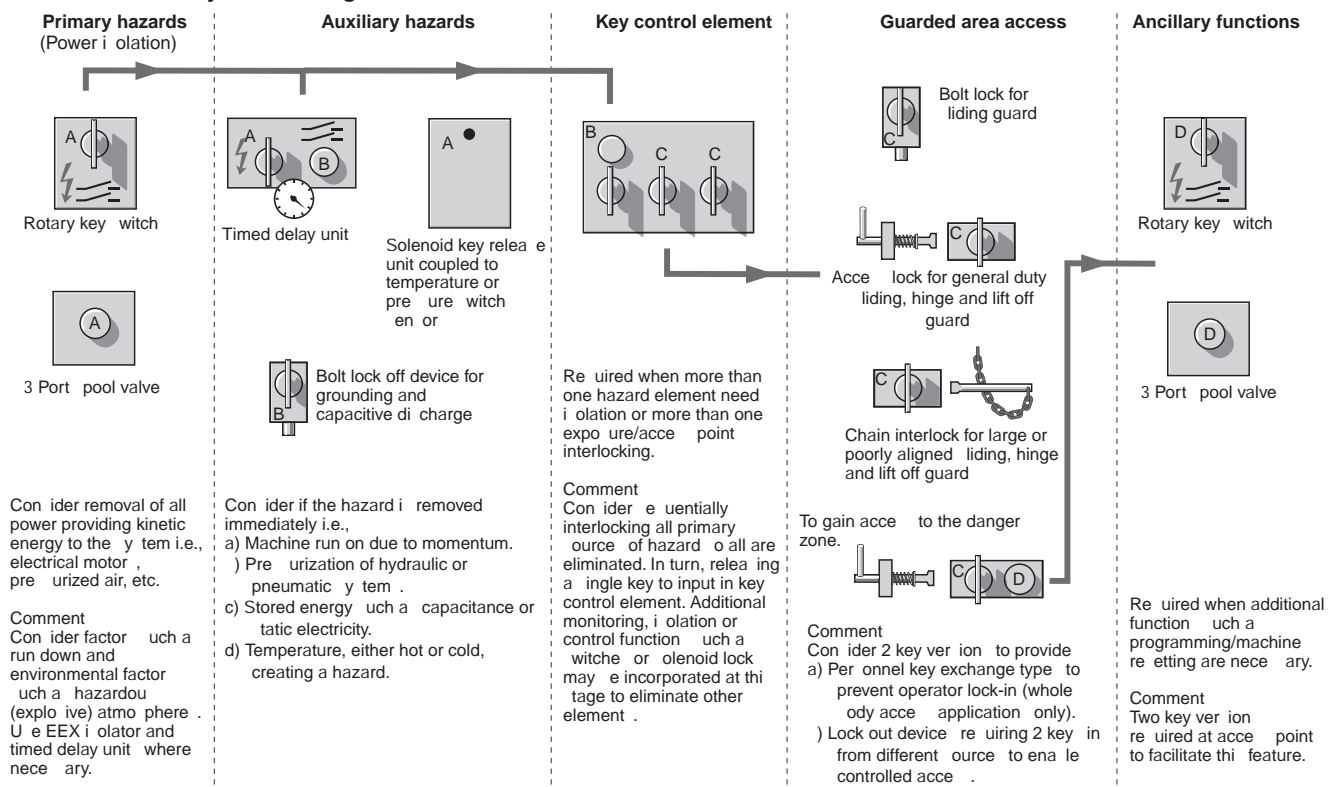 Primary hazards
(Power i olation)
A
Rotary key witch
A
3 Port pool valve
Con ider removal of all
power providing kinetic
energy to the y tem i.e.,
electrical motor ,
pre urized air, etc.
Comment
Con ider factor uch a
run down and
environmental factor
uch a hazardou
(explo ive) atmo phere .
U e EEX i olator and
timed delay unit where
nece ary.
Auxiliary hazards
A
B
Timed delay unit
A
Solenoid key relea e
unit coupled to
temperature or
pre ure witch
en or
B
Bolt lock off device for
grounding and
capacitive di charge
Con ider if the hazard i removed
immediately i.e.,
a) Machine run on due to momentum.
) Pre urization of hydraulic or
pneumatic y tem .
c) Stored energy uch a capacitance or
tatic electricity.
d) Temperature, either hot or cold,
creating a hazard.
Key control element
B
C C
Re uired when more than
one hazard element need
i olation or more than one
expo ure/acce point
interlocking.
Comment
Con ider e uentially
interlocking all primary
ource of hazard o all are
eliminated. In turn, relea ing
a ingle key to input in key
control element. Additional
monitoring, i olation or
control function uch a
witche or olenoid lock
may e incorporated at thi
tage to eliminate other
element .
Guarded area access
C
Bolt lock for
liding guard
C
Acce lock for general duty
liding, hinge and lift off
guard
C
Chain interlock for large or
poorly aligned liding, hinge
and lift off guard
To gain acce to the danger
zone.
C D
Comment
Con ider 2 key ver ion to provide
a) Per onnel key exchange type to
prevent operator lock-in (whole
ody acce application only).
) Lock out device re uiring 2 key in
from different ource to ena le
controlled acce .
Ancillary functions
D
Rotary key witch
D
3 Port pool valve
Re uired when additional
function uch a
programming/machine
re etting are nece ary.
Comment
Two key ver ion
re uired at acce point
to facilitate thi feature.